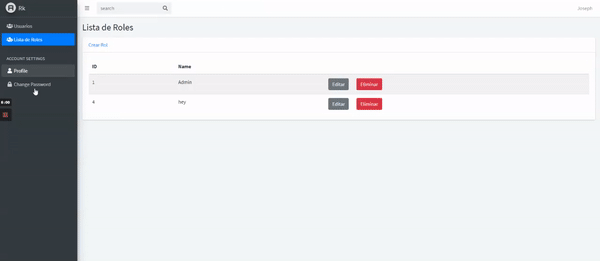 Rk
search
Joseph
Usuarios
Lista de Roles
ACCOUNT SETTINGS
Profile
Change Password
Lista de Roles
Crear Rol
ID Name
1 Admin Editar Eliminar
4 hey Editar Eliminar